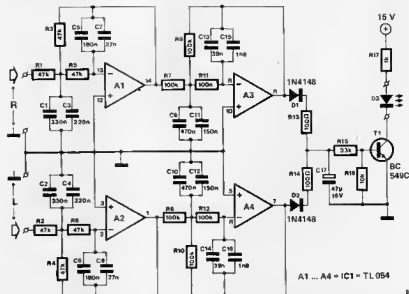 R3
47k
C5
180n
C7
27n
R1
47k
R5
47k
13
14
12
A1
C1
330n
C3
220n
R
R7
100k
R9
100k
R11
100k
C13
39n
C15
1n8
9
8
10
A3
C9
470n
C11
150n
1N4148
D1
R13
100Ω
15 V
R17
1k
D3
R15
33k
T1
BC
549C
C17
47µ
16V
R16
10k
R14
100Ω
C2
330n
C4
220n
L
R2
47k
R6
47k
R4
47k
3
2
1
A2
C6
180n
C8
27n
C10
470n
C12
150n
R8
100k
R12
100k
R10
100k
5
7
A4
C14
39n
C16
1n8
1N4148
D2
A1 ... A4 = IC1 = TL 054